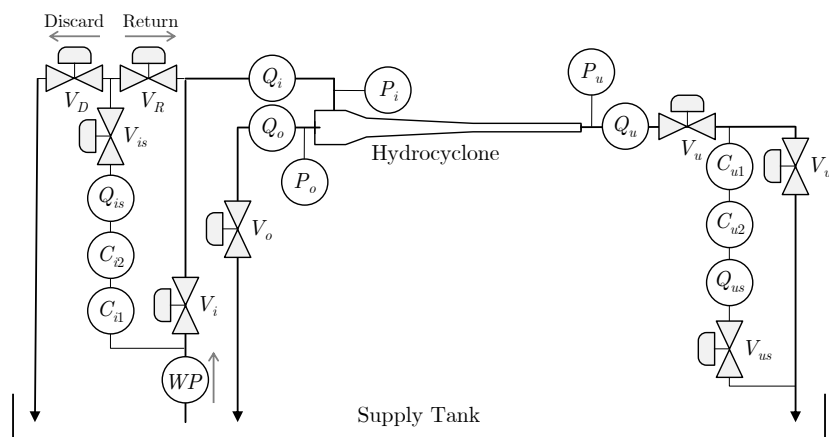 Discard Return
Q_i
P_i
P_u
V_D V_R
Q_o
Q_u
V_is
V_u
Hydrocyclone
C_u1
P_o
Q_is
V_o
C_u2
C_i2
Q_us
C_i1
V_i
V_us
WP
Supply Tank